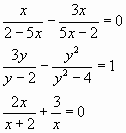 x/(2-5x) - 3x/(5x-2) = 0
3y/(y-2) - y²/(y²-4) = 1
2x/(x+2) + 3/x = 0